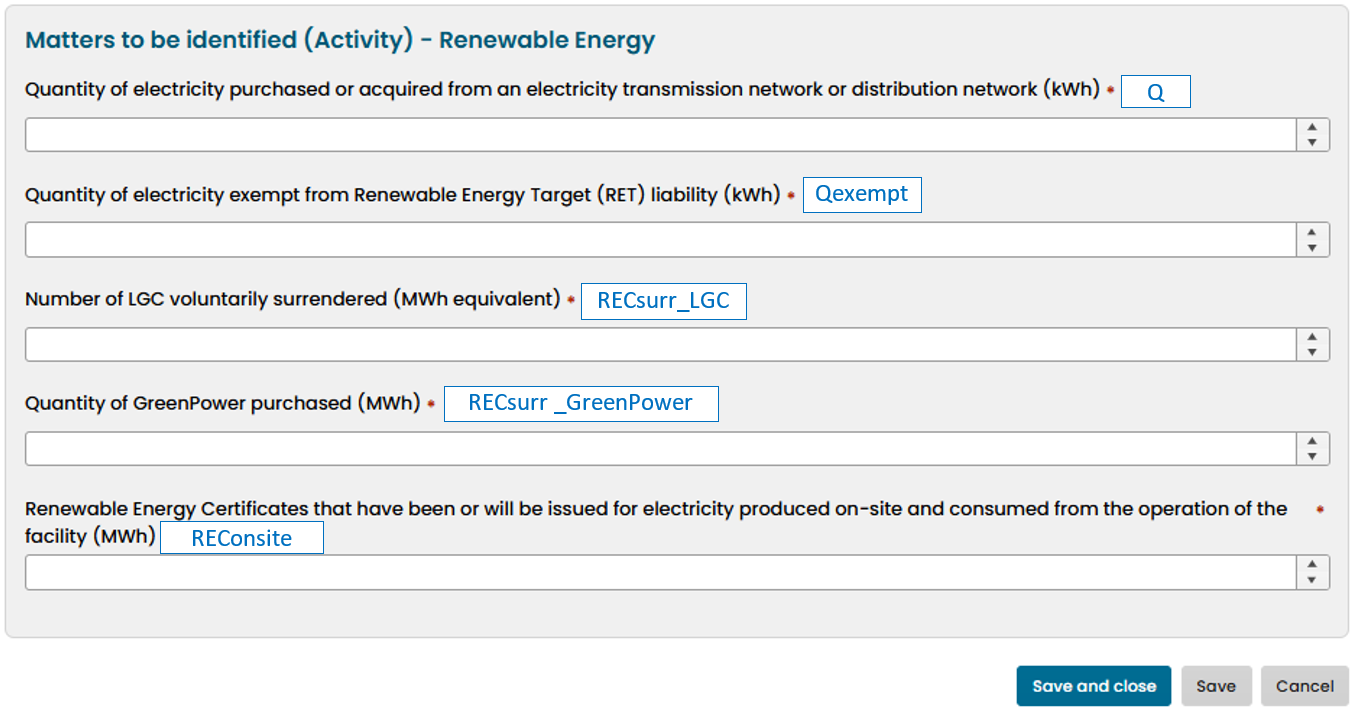 Matters to be identified (Activity) - Renewable Energy
Quantity of electricity purchased or acquired from an electricity transmission network or distribution network (kWh) * Q
Quantity of electricity exempt from Renewable Energy Target (RET) liability (kWh) * Qexempt
Number of LGC voluntarily surrendered (MWh equivalent) * RECsurr_LGC
Quantity of GreenPower purchased (MWh) * RECsurr _GreenPower
Renewable Energy Certificates that have been or will be issued for electricity produced on-site and consumed from the operation of the *
facility (MWh) REConsite
Save and close Save Cancel